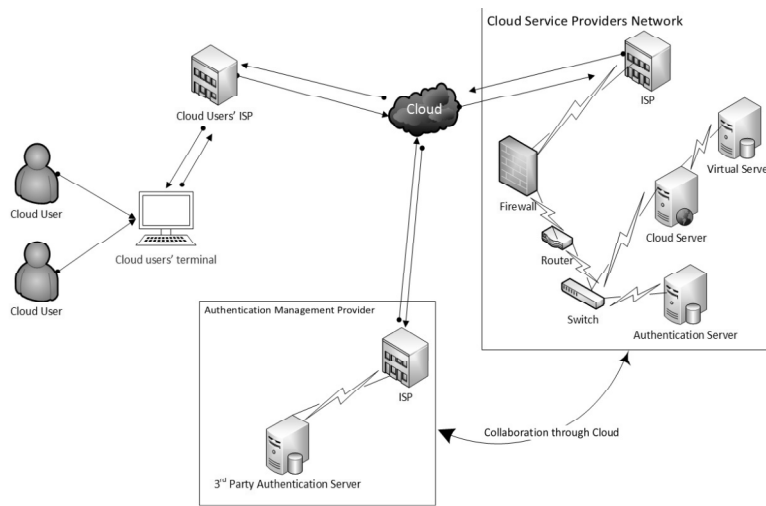 Cloud Service Providers Network
ISP
Cloud
Cloud Users' ISP
Virtual Server
Firewall
Cloud User
Cloud Server
Cloud users' terminal
Router
Cloud User
Switch
Authentication Server
Authentication Management Provider
ISP
Collaboration through Cloud
3rd Party Authentication Server